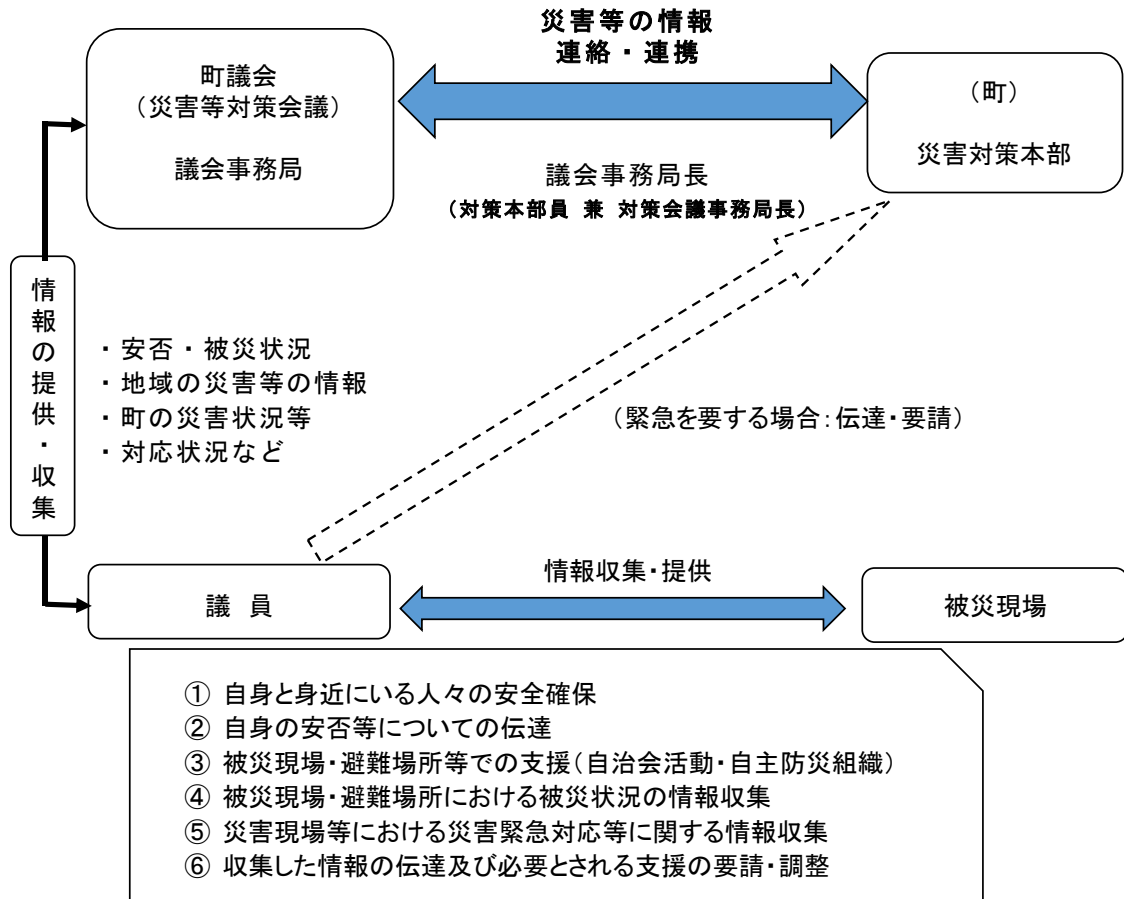 災害等の情報
連絡・連携
町議会
（災害等対策会議）
議会事務局
（町）
災害対策本部
議会事務局長
（対策本部員 兼 対策会議事務局長）
情報の提供・収集
・安否・被災状況
・地域の災害等の情報
・町の災害状況等
・対応状況など
（緊急を要する場合：伝達・要請）
議 員
情報収集・提供
被災現場
① 自身と身近にいる人々の安全確保
② 自身の安否等についての伝達
③ 被災現場・避難場所等での支援（自治会活動・自主防災組織）
④ 被災現場・避難場所における被災状況の情報収集
⑤ 災害現場等における災害緊急対応等に関する情報収集
⑥ 収集した情報の伝達及び必要とされる支援の要請・調整